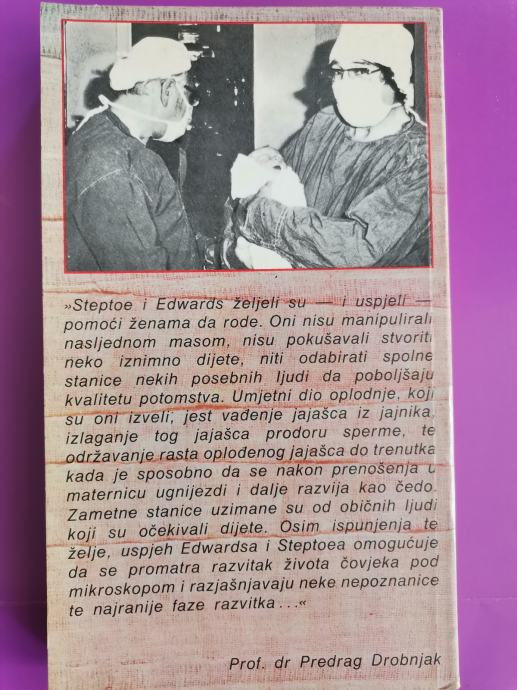 »Steptoe i Edwards željeli su — i uspjeli —
pomoći ženama da rode. Oni nisu manipulirali
nasljednom masom, nisu pokušavali stvoriti
neko iznimno dijete, niti odabirati spolne
stanice nekih posebnih ljudi da poboljšaju
kvalitetu potomstva. Umjetni dio oplodnje, koji
su oni izveli, jest vađenje jajašca iz jajnika,
izlaganje tog jajašca prodoru sperme, te
održavanje rasta oplođenog jajašca do trenutka
kada je sposobno da se nakon prenošenja u
maternicu ugnijezdi i dalje razvija kao čedo.
Zametne stanice uzimane su od običnih ljudi
koji su očekivali dijete. Osim ispunjenja te
želje, uspjeh Edwardsa i Steptoea omogućuje
da se promatra razvitak života čovjeka pod
mikroskopom i razjašnjavaju neke nepoznanice
te najranije faze razvitka...«
Prof. dr Predrag Drobnjak